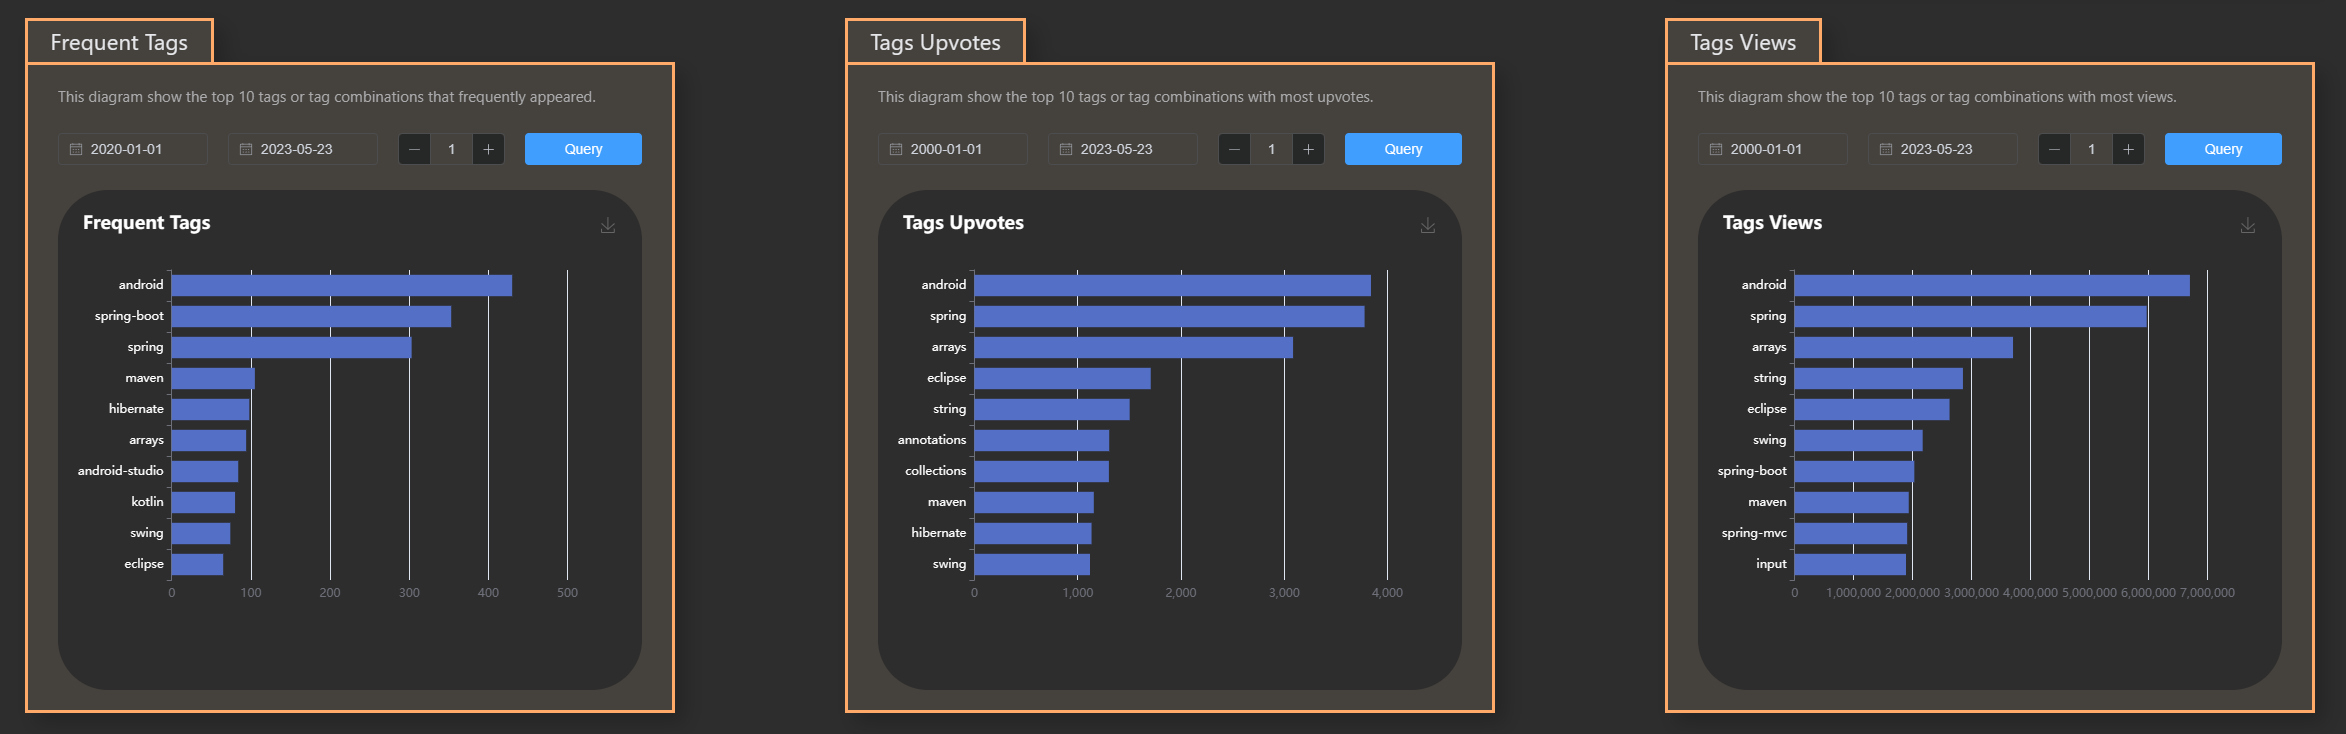 Frequent Tags
This diagram show the top 10 tags or tag combinations that frequently appeared.
2020-01-01 2023-05-23 1 Query
Frequent Tags
android
spring-boot
spring
maven
hibernate
arrays
android-studio
kotlin
swing
eclipse
0 100 200 300 400 500
Tags Upvotes
This diagram show the top 10 tags or tag combinations with most upvotes.
2000-01-01 2023-05-23 1 Query
Tags Upvotes
android
spring
arrays
eclipse
string
annotations
collections
maven
hibernate
swing
0 1,000 2,000 3,000 4,000
Tags Views
This diagram show the top 10 tags or tag combinations with most views.
2000-01-01 2023-05-23 1 Query
Tags Views
android
spring
arrays
string
eclipse
swing
spring-boot
maven
spring-mvc
input
0 1,000,000 2,000,000 3,000,000 4,000,000 5,000,000 6,000,000 7,000,000